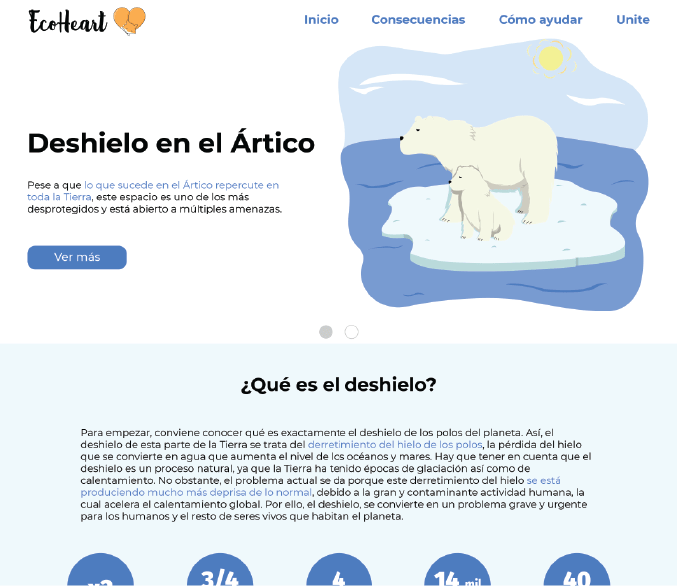 EcoHeart
Inicio Consecuencias Cómo ayudar Unite
Deshielo en el Ártico
Pese a que lo que sucede en el Ártico repercute en
toda la Tierra, este espacio es uno de los más
desprotegidos y está abierto a múltiples amenazas.
Ver más
¿Qué es el deshielo?
Para empezar, conviene conocer qué es exactamente el deshielo de los polos del planeta. Así, el
deshielo de esta parte de la Tierra se trata del derretimiento del hielo de los polos, la pérdida del hielo
que se convierte en agua que aumenta el nivel de lcs océanos y mares. Hay que tener en cuenta que el
deshielo es un proceso natural, ya que la Tierra ha tenido épocas de glaciación así como de
calentamiento. No obstante, el problema actual se da porque este derretimiento del hielo se está
produciendo mucho más deprisa de lo normal, debido a la gran y contaminante actividad humana, la
cual acelera el calentamiento global. Por ello, el deshielo, se convierte en un problema grave y urgente
para los humanos y el resto de seres vivos que habitan el planeta.
x2 3/4 4 14 mil 40